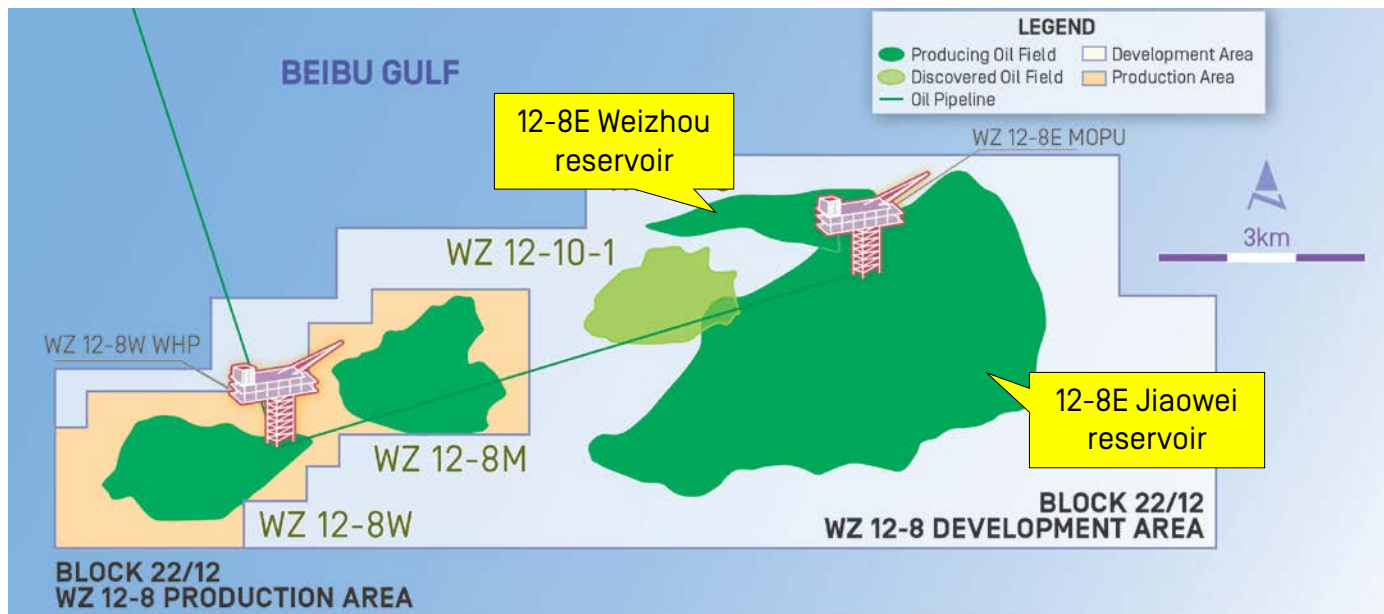 BEIBU GULF
LEGEND
Producing Oil Field
Development Area
Discovered Oil Field
Production Area
Oil Pipeline
12-8E Weizhou
reservoir
WZ 12-8E MOPU
WZ 12-10-1
3km
WZ 12-8W WHP
12-8E Jiaowei
reservoir
WZ 12-8M
WZ 12-8W
BLOCK 22/12
WZ 12-8 DEVELOPMENT AREA
BLOCK 22/12
WZ 12-8 PRODUCTION AREA